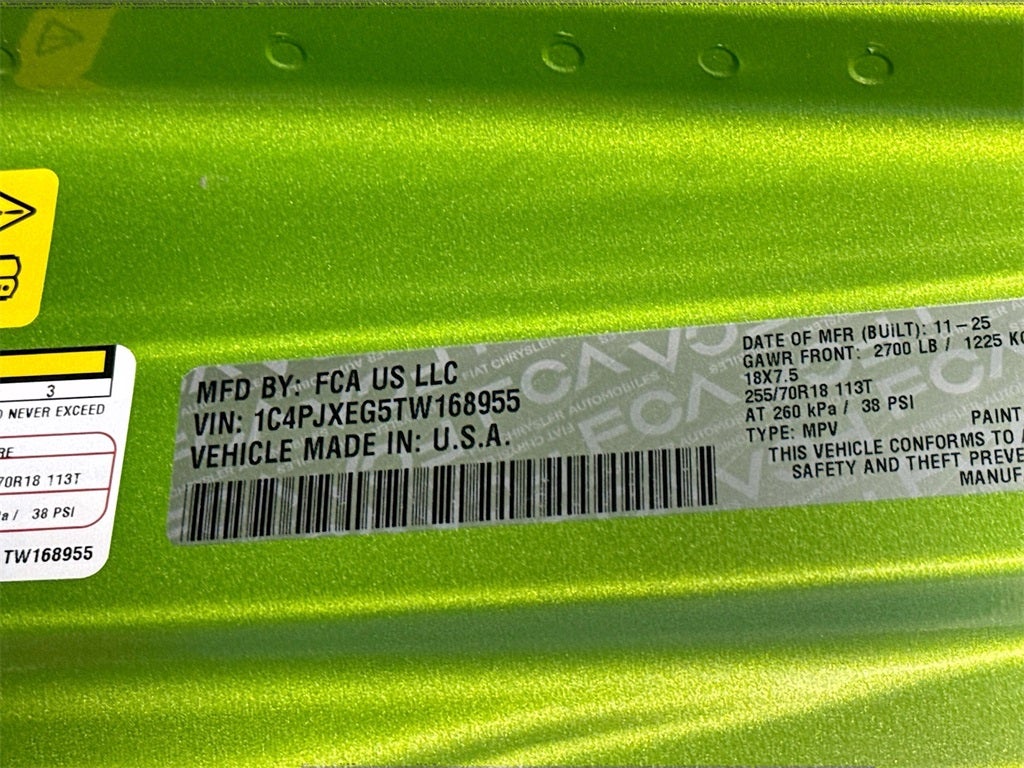 3
D NEVER EXCEED
RE
70R18 113T
a / 38 PSI
TW168955
MFD BY: FCA US LLC
VIN: 1C4PJXEG5TW168955
VEHICLE MADE IN: U.S.A.
DATE OF MFR (BUILT): 11-25
GAWR FRONT: 2700 LB / 1225 KG
18X7.5
255/70R18 113T
AT 260 kPa / 38 PSI
TYPE: MPV
PAINT
THIS VEHICLE CONFORMS TO A
SAFETY AND THEFT PREVE
MANUF